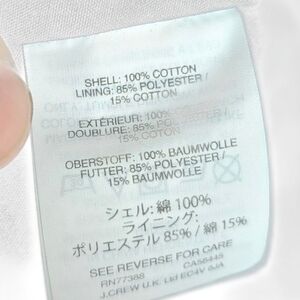 SHELL: 100% COTTON
LINING: 85% POLYESTER /
15% COTTON
EXTÉRIEUR: 100% COTON
DOUBLURE: 85% POLYESTER /
15% COTON
OBERSTOFF: 100% BAUMWOLLE
FUTTER: 85% POLYESTER /
15% BAUMWOLLE
シェル: 綿 100%
ライニング:
ポリエステル 85% / 綿 15%
SEE REVERSE FOR CARE
RN77388 CA56445
J.CREW U.K. Ltd EC4V 6JA